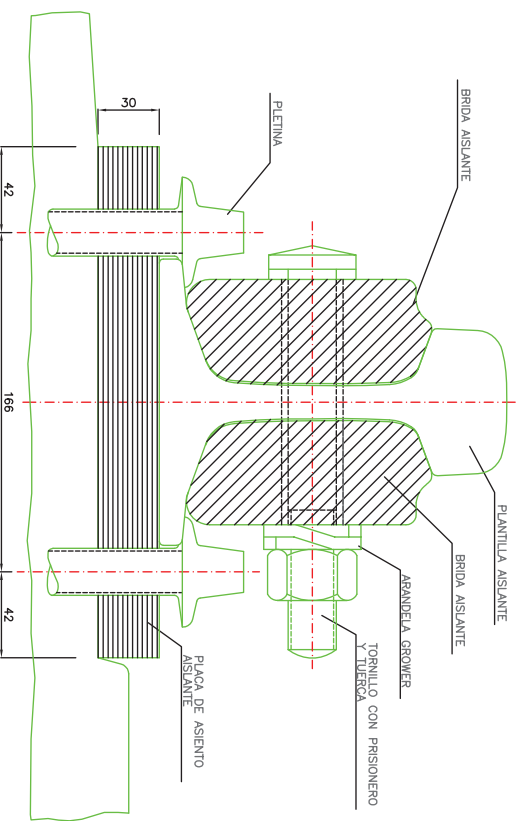 BRIDA AISLANTE
PLETINA
30
42
166
42
PLANTILLA AISLANTE
BRIDA AISLANTE
ARANDELA GROWER
TORNILLO CON PRISIONERO
Y TUERCA
PLACA DE ASIENTO
AISLANTE